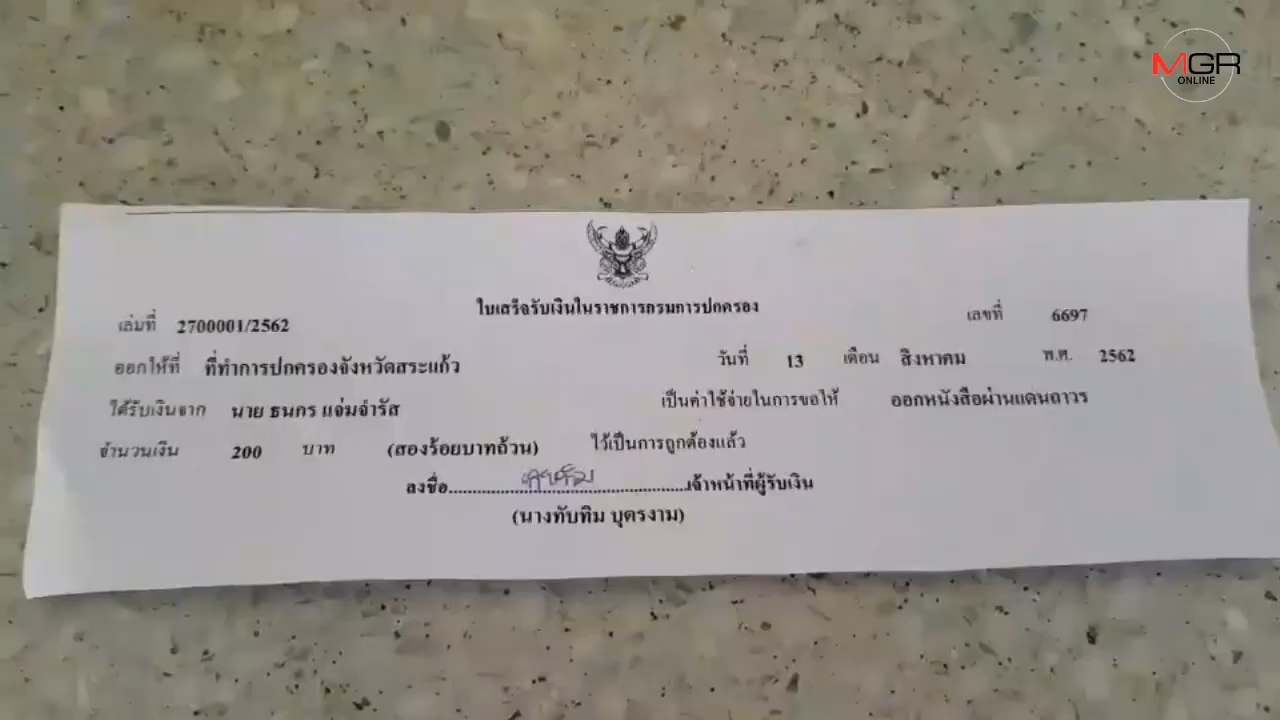 MGR
ONLINE
ใบเสร็จรับเงินในราชการกรมการปกครอง
เล่มที่ 2700001/2562 เลขที่ 6697
ออกให้ที่ ที่ทำการปกครองจังหวัดสระแก้ว วันที่ 13 เดือน สิงหาคม พ.ศ. 2562
ได้รับเงินจาก นาย ธนกร แจ่มจำรัส เป็นค่าใช้จ่ายในการขอให้ ออกหนังสือผ่านแดนถาวร
จำนวนเงิน 200 บาท (สองร้อยบาทถ้วน) ไว้เป็นการถูกต้องแล้ว
ลงชื่อ................................................เจ้าหน้าที่ผู้รับเงิน
(นางทับทิม บุตรงาม)